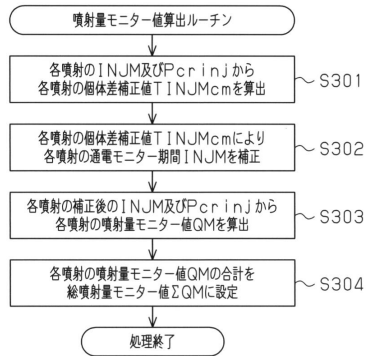 噴射量モニター値算出ルーチン
各噴射のＩＮＪＭ及びＰｃｒｉｎｊから
各噴射の個体差補正値ＴＩＮＪＭｃｍを算出
Ｓ３０１
各噴射の個体差補正値ＴＩＮＪＭｃｍにより
各噴射の通電モニター期間ＩＮＪＭを補正
Ｓ３０２
各噴射の補正後のＩＮＪＭ及びＰｃｒｉｎｊから
各噴射の噴射量モニター値ＱＭを算出
Ｓ３０３
各噴射の噴射量モニター値ＱＭの合計を
総噴射量モニター値ΣＱＭに設定
Ｓ３０４
処理終了